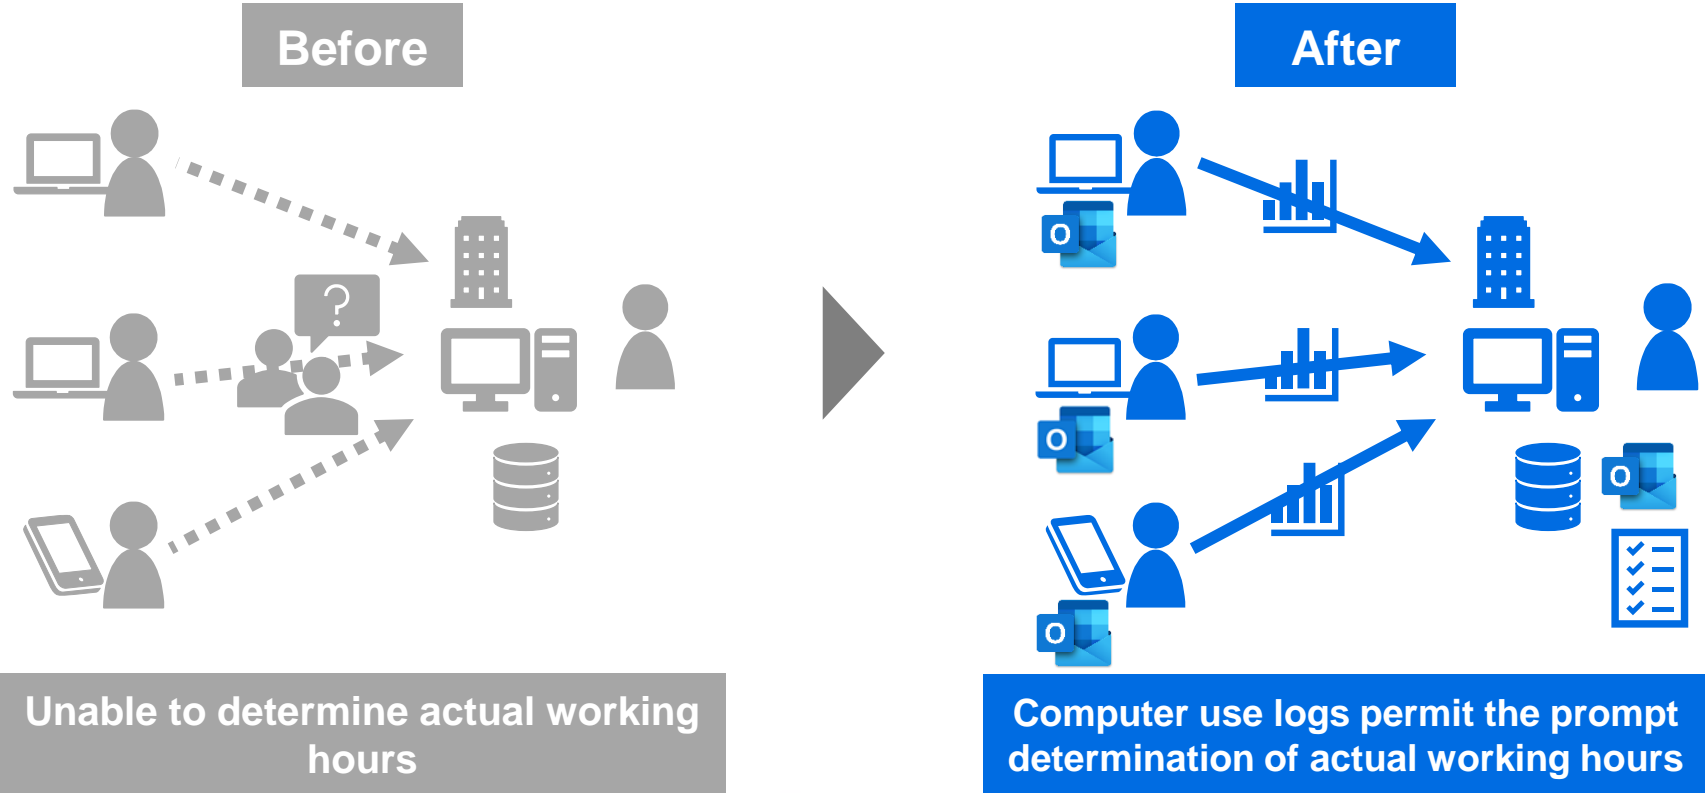 Before
After
?
O
O
O
O
Unable to determine actual working
hours
Computer use logs permit the prompt
determination of actual working hours